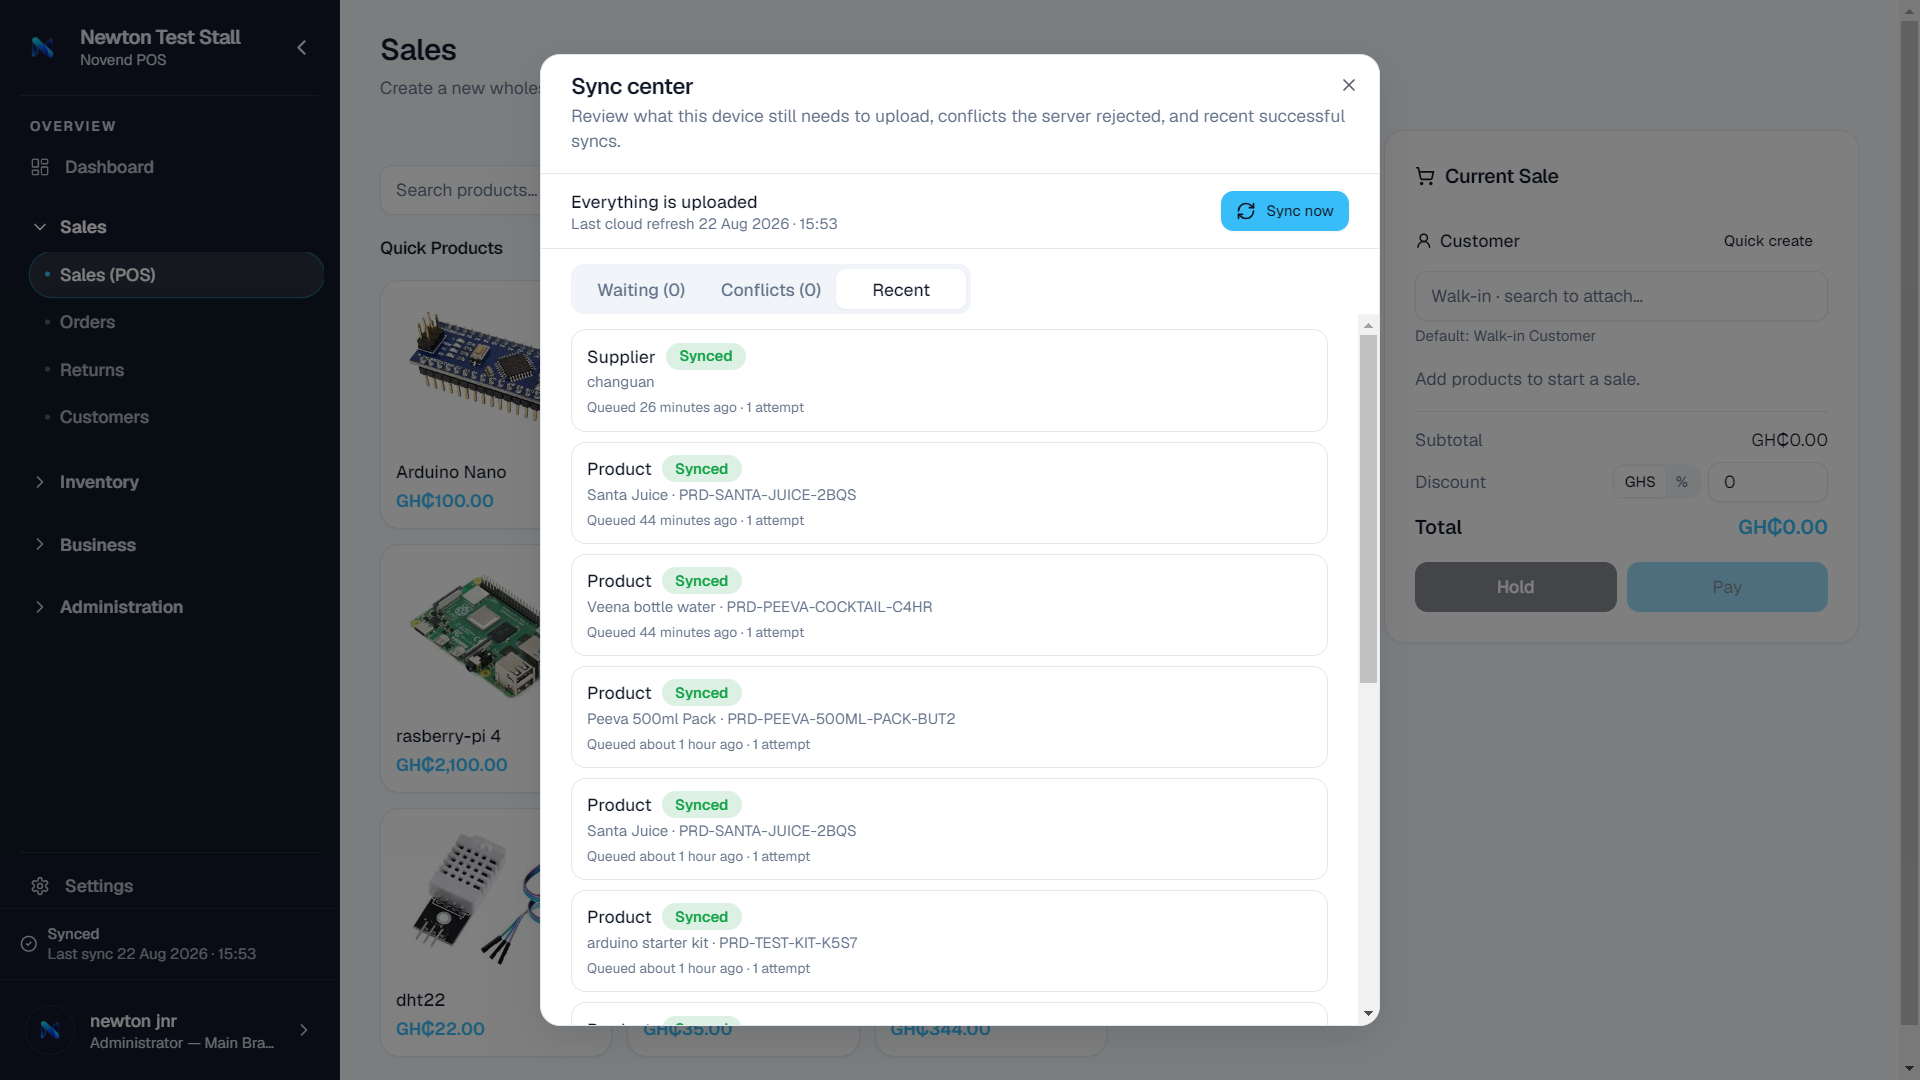 Newton Test Stall
Novend POS
OVERVIEW
Dashboard
Sales
Sales (POS)
Orders
Returns
Customers
Inventory
Business
Administration
Settings
Synced
Last sync 22 Aug 2026 · 15:53
newton jnr
Administrator — Main Bra...
Sales
Create a new whole
Search products...
Quick Products
Arduino Nano
GH₵100.00
rasberry-pi 4
GH₵2,100.00
dht22
GH₵22.00
GH₵35.00
GH₵344.00
Sync center
Review what this device still needs to upload, conflicts the server rejected, and recent successful
syncs.
Everything is uploaded
Last cloud refresh 22 Aug 2026 · 15:53
Sync now
Waiting (0)
Conflicts (0)
Recent
Supplier Synced
changuan
Queued 26 minutes ago · 1 attempt
Product Synced
Santa Juice · PRD-SANTA-JUICE-2BQS
Queued 44 minutes ago · 1 attempt
Product Synced
Veena bottle water · PRD-PEEVA-COCKTAIL-C4HR
Queued 44 minutes ago · 1 attempt
Product Synced
Peeva 500ml Pack · PRD-PEEVA-500ML-PACK-BUT2
Queued about 1 hour ago · 1 attempt
Product Synced
Santa Juice · PRD-SANTA-JUICE-2BQS
Queued about 1 hour ago · 1 attempt
Product Synced
arduino starter kit · PRD-TEST-KIT-K5S7
Queued about 1 hour ago · 1 attempt
Current Sale
Customer
Quick create
Walk-in · search to attach...
Default: Walk-in Customer
Add products to start a sale.
Subtotal
GH₵0.00
Discount
GHS
%
0
Total
GH₵0.00
Hold
Pay